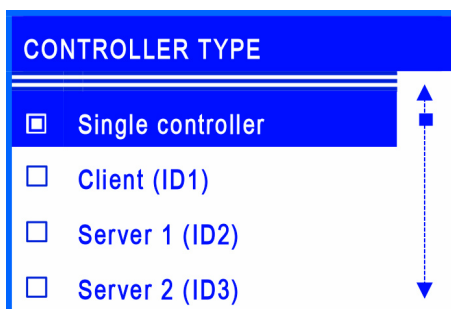 CONTROLLER TYPE
Single controller
Client (ID1)
Server 1 (ID2)
Server 2 (ID3)